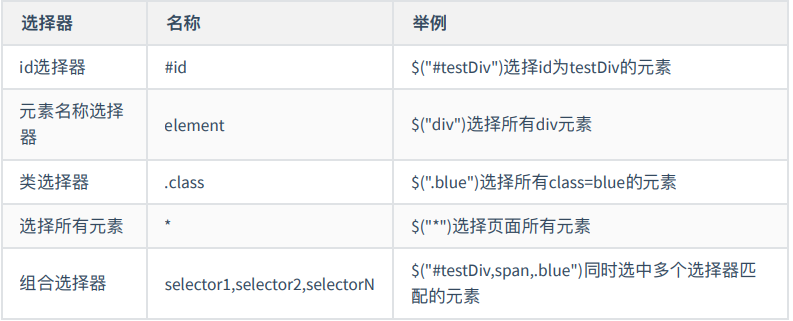 选择器 名称 举例
id选择器 #id $("#testDiv")选择id为testDiv的元素
元素名称选择
器 element $("div")选择所有div元素
类选择器 .class $(".blue")选择所有class=blue的元素
选择所有元素 * $("*")选择页面所有元素
组合选择器 selector1,selector2,selectorN $("#testDiv,span,.blue")同时选中多个选择器匹
配的元素